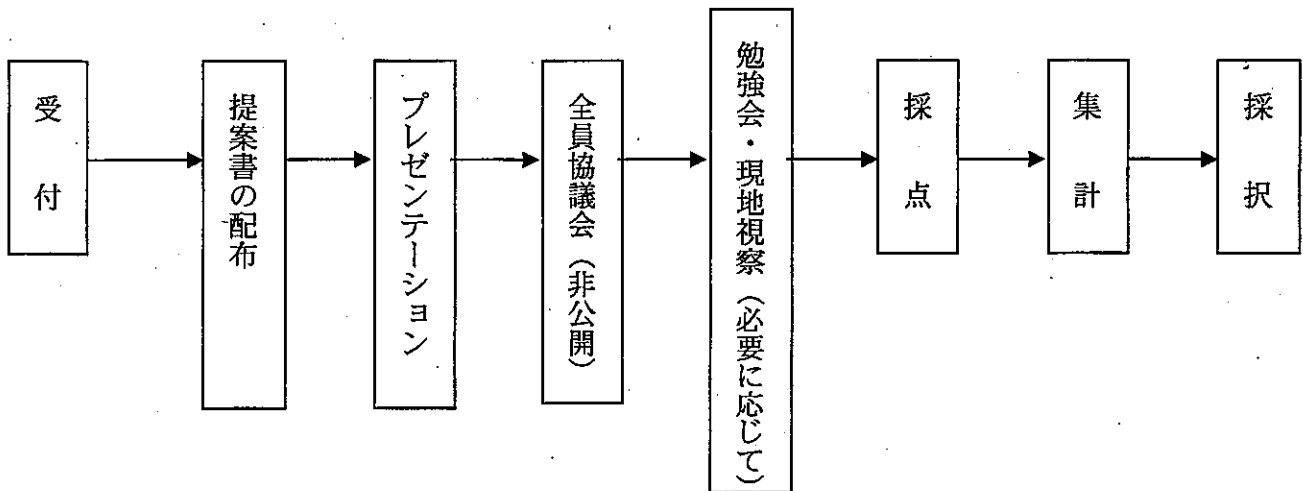 受付
提案書の配布
プレゼンテーション
全員協議会（非公開）
勉強会・現地視察（必要に応じて）
採点
集計
採択